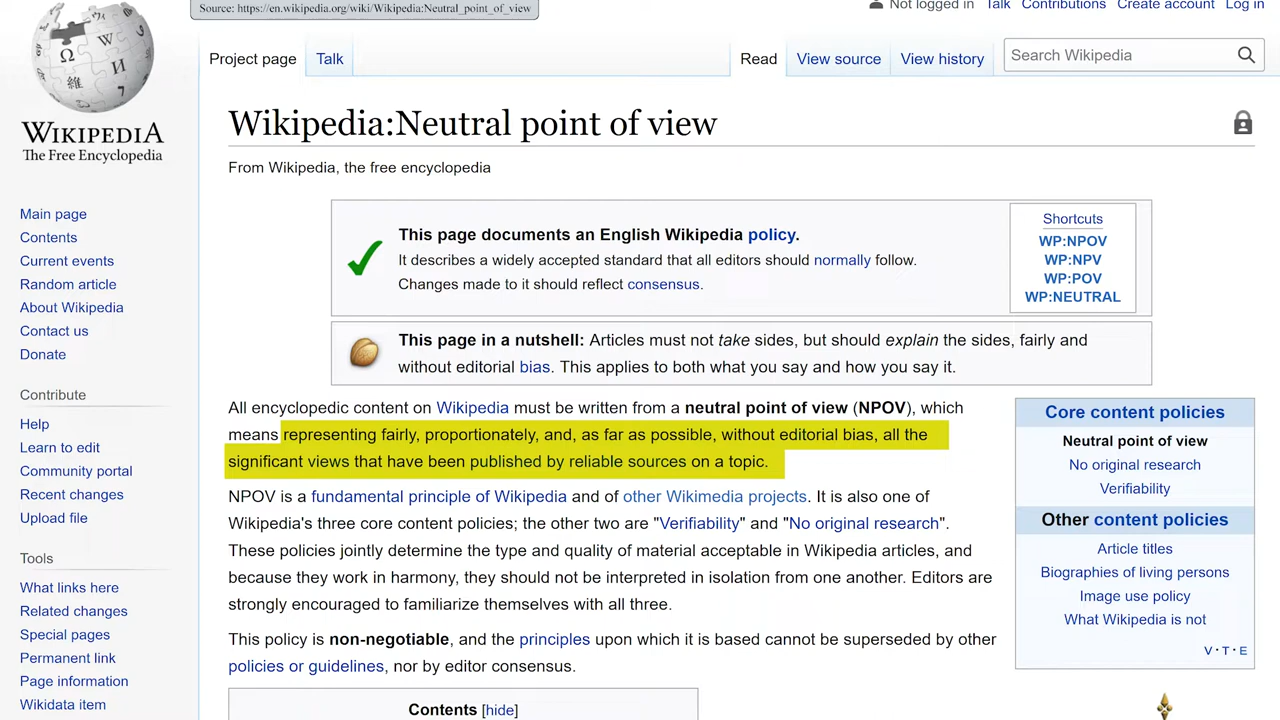 Source: https://en.wikipedia.org/wiki/Wikipedia:Neutral_point_of_view
Not logged in Talk Contributions Create account Log in
Project page Talk Read View source View history Search Wikipedia
WIKIPEDIA
The Free Encyclopedia
Main page
Contents
Current events
Random article
About Wikipedia
Contact us
Donate
Contribute
Help
Learn to edit
Community portal
Recent changes
Upload file
Tools
What links here
Related changes
Special pages
Permanent link
Page information
Wikidata item
Wikipedia:Neutral point of view
From Wikipedia, the free encyclopedia
This page documents an English Wikipedia policy.
It describes a widely accepted standard that all editors should normally follow.
Changes made to it should reflect consensus.
Shortcuts
WP:NPOV
WP:NPV
WP:POV
WP:NEUTRAL
This page in a nutshell: Articles must not take sides, but should explain the sides, fairly and
without editorial bias. This applies to both what you say and how you say it.
All encyclopedic content on Wikipedia must be written from a neutral point of view (NPOV), which
means representing fairly, proportionately, and, as far as possible, without editorial bias, all the
significant views that have been published by reliable sources on a topic.
NPOV is a fundamental principle of Wikipedia and of other Wikimedia projects. It is also one of
Wikipedia's three core content policies; the other two are "Verifiability" and "No original research".
These policies jointly determine the type and quality of material acceptable in Wikipedia articles, and
because they work in harmony, they should not be interpreted in isolation from one another. Editors are
strongly encouraged to familiarize themselves with all three.
This policy is non-negotiable, and the principles upon which it is based cannot be superseded by other
policies or guidelines, nor by editor consensus.
Contents [hide]
Core content policies
Neutral point of view
No original research
Verifiability
Other content policies
Article titles
Biographies of living persons
Image use policy
What Wikipedia is not
V · T · E